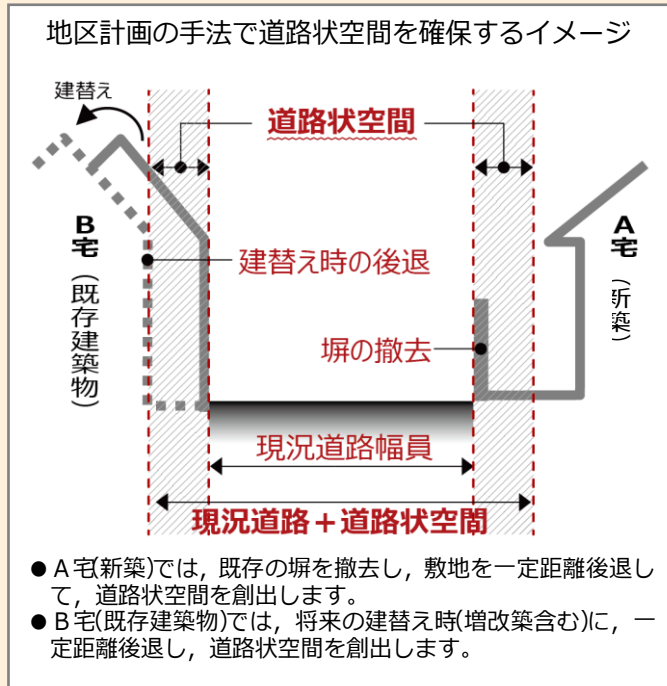 地区計画の手法で道路状空間を確保するイメージ
建替え
道路状空間
B宅(既存建築物)
A宅(新築)
建替え時の後退
塀の撤去
現況道路幅員
現況道路+道路状空間
●A宅(新築)では,既存の塀を撤去し,敷地を一定距離後退し
て,道路状空間を創出します。
●B宅(既存建築物)では,将来の建替え時(増改築含む)に,一
定距離後退し,道路状空間を創出します。